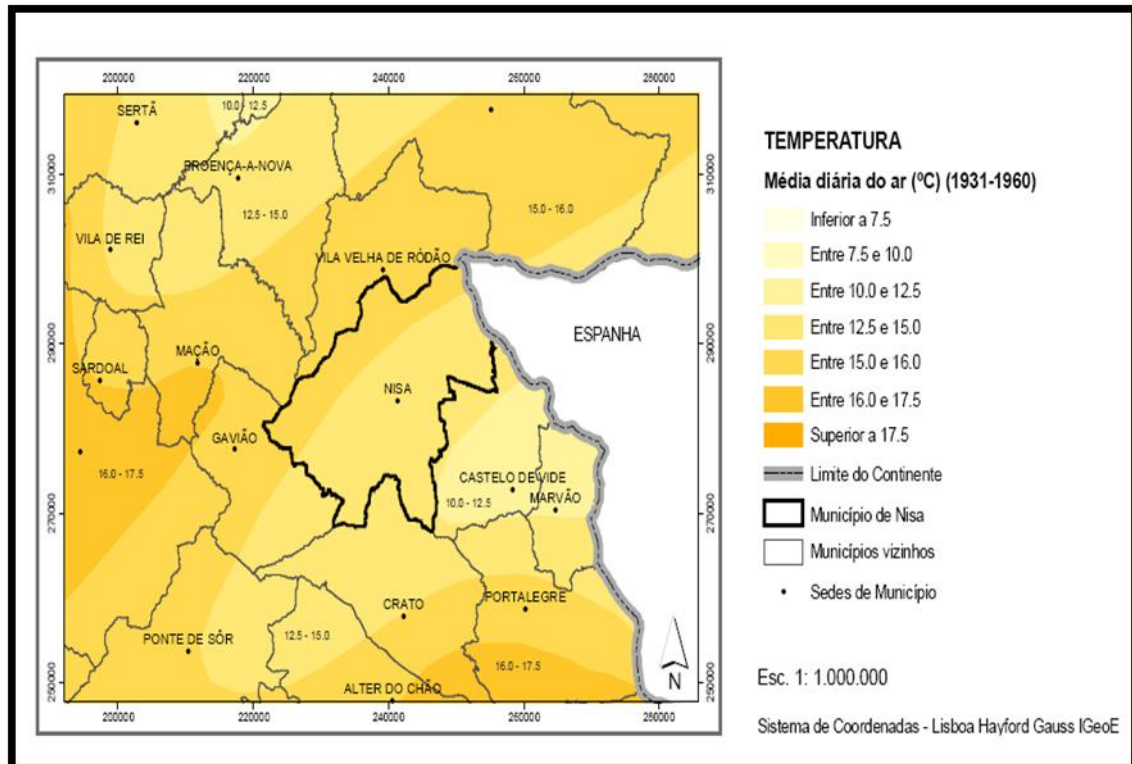 200000 220000 240000 260000 280000
SERTÃ
10.0 - 12.5
PROENÇA-A-NOVA
310000
310000
12.5 - 15.0
15.0 - 16.0
VILA DE REI
VILA VELHA DE RÓDÃO
ESPANHA
290000
290000
MAÇÃO
SARDOAL
NISA
GAVIÃO
16.0 - 17.5
CASTELO DE VIDE
10.0 - 12.5
MARVÃO
270000
270000
CRATO
PORTALEGRE
12.5 - 15.0
PONTE DE SÔR
16.0 - 17.5
ALTER DO CHÃO
N
250000
250000
200000 220000 240000 260000 280000
TEMPERATURA
Média diária do ar (ºC) (1931-1960)
Inferior a 7.5
Entre 7.5 e 10.0
Entre 10.0 e 12.5
Entre 12.5 e 15.0
Entre 15.0 e 16.0
Entre 16.0 e 17.5
Superior a 17.5
Limite do Continente
Município de Nisa
Municípios vizinhos
Sedes de Município
Esc. 1: 1.000.000
Sistema de Coordenadas - Lisboa Hayford Gauss IGeoE